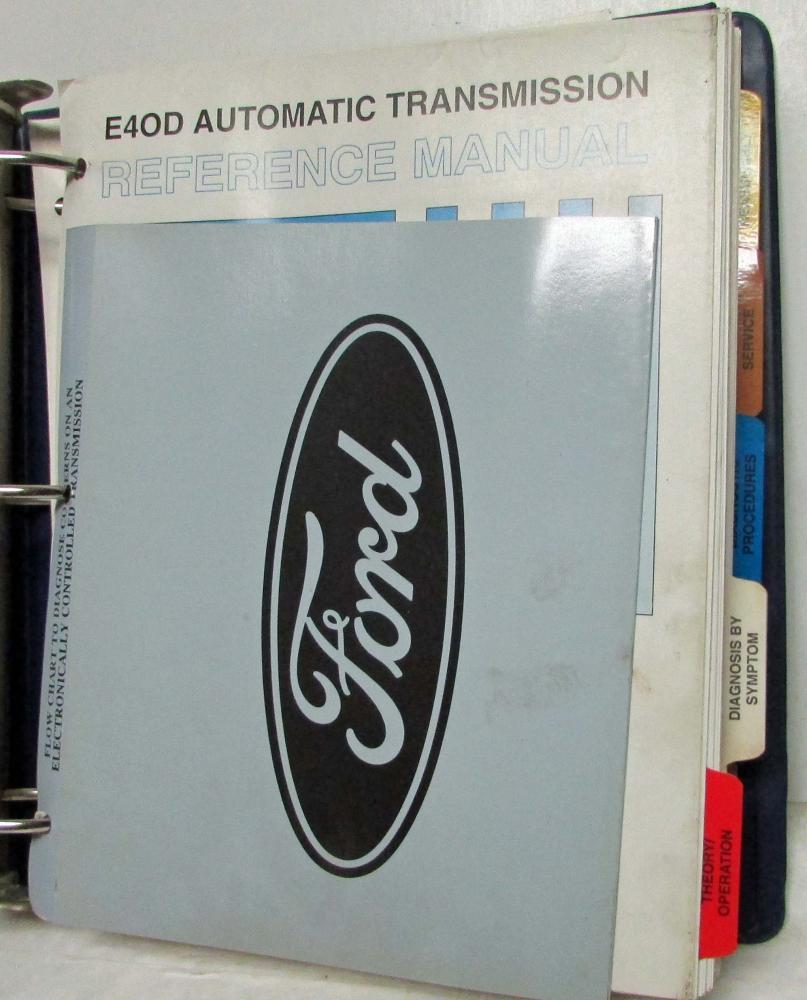 E4OD AUTOMATIC TRANSMISSION
REFERENCE MANUAL
FLOW CHART TO DIAGNOSE CONCERNS ON AN
ELECTRONICALLY CONTROLLED TRANSMISSION
Ford
SERVICE
PROCEDURES
DIAGNOSIS BY
SYMPTOM
THEORY/
OPERATION